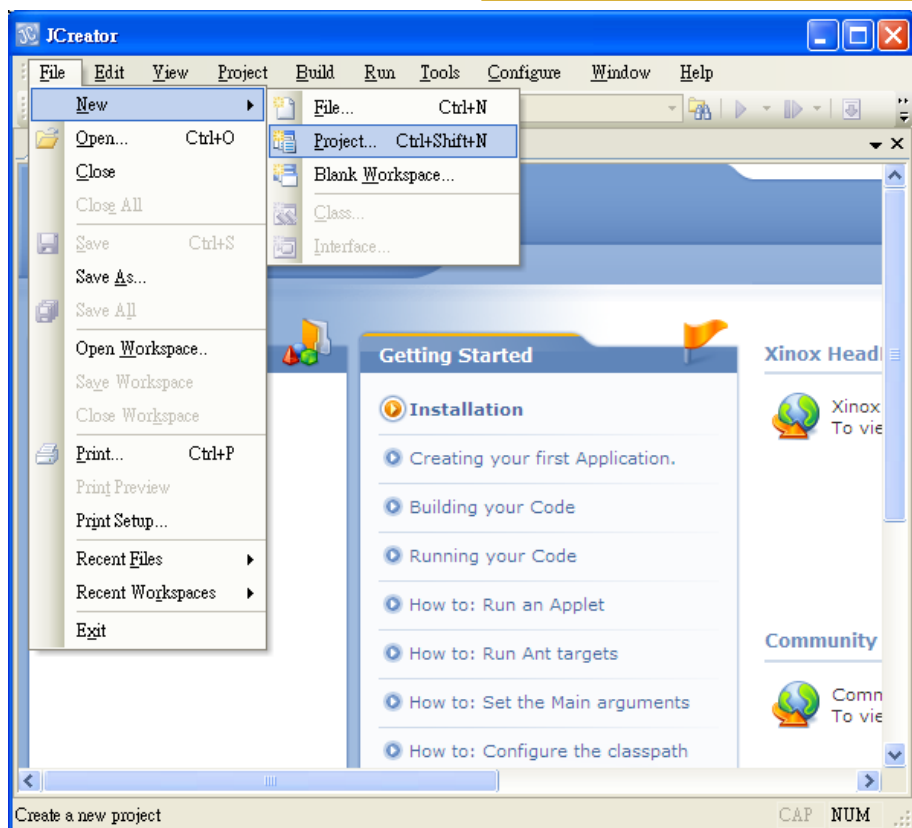 JCreator
File Edit View Project Build Run Tools Configure Window Help
New
Open... Ctrl+O
Close
Close All
Save Ctrl+S
Save As...
Save All
Open Workspace..
Save Workspace
Close Workspace
Print... Ctrl+P
Print Preview
Print Setup...
Recent Files
Recent Workspaces
Exit
File... Ctrl+N
Project... Ctrl+Shift+N
Blank Workspace...
Class...
Interface...
Getting Started
Installation
Creating your first Application.
Building your Code
Running your Code
How to: Run an Applet
How to: Run Ant targets
How to: Set the Main arguments
How to: Configure the classpath
Xinox Head
Xinox
To vie
Community
Comm
To vie
Create a new project
CAP NUM